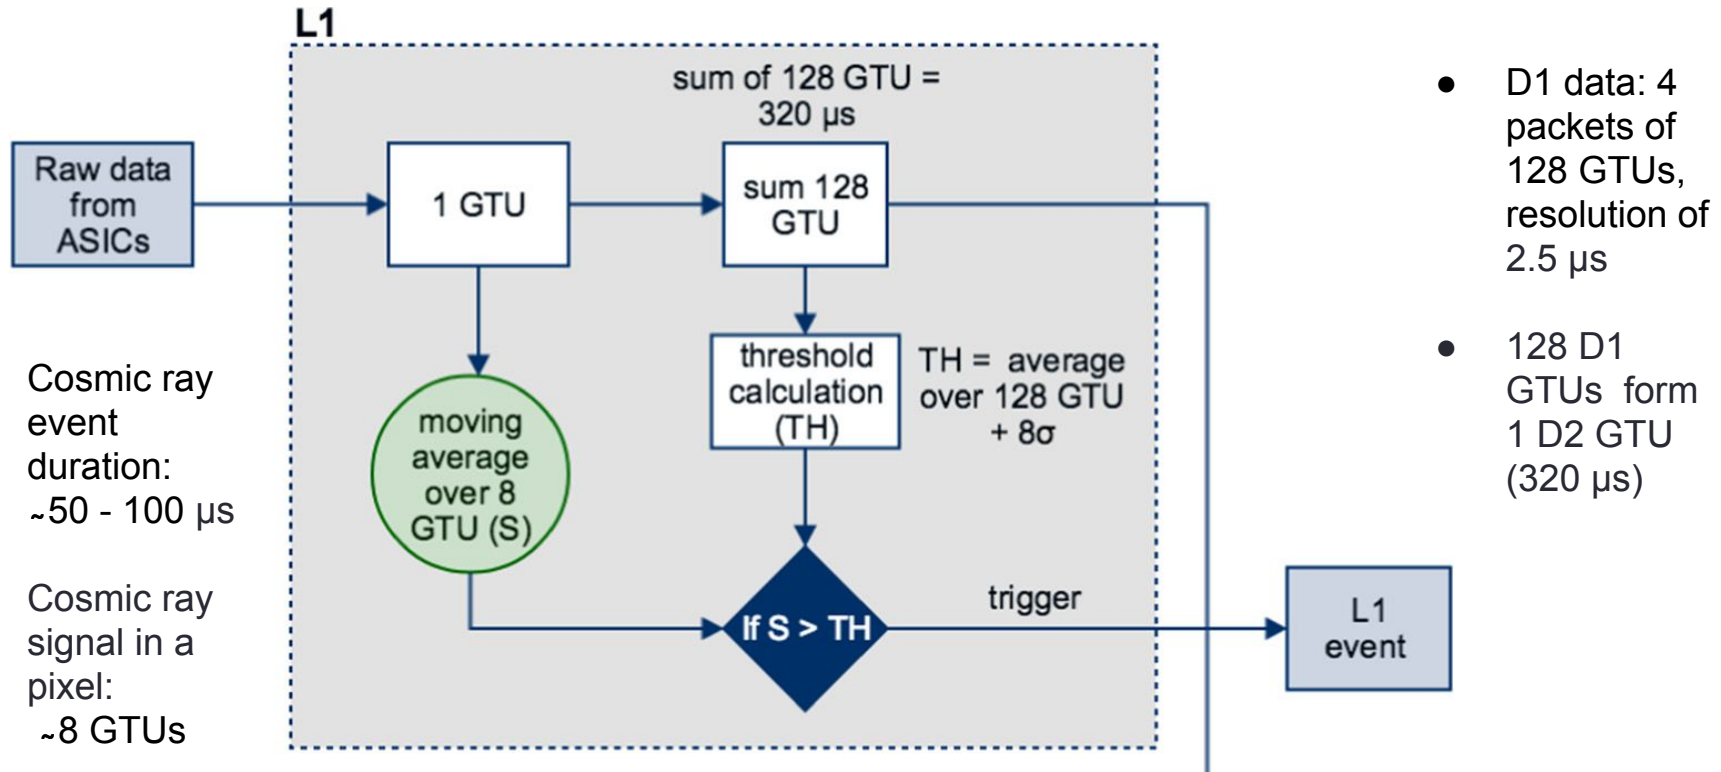 L1
sum of 128 GTU =
320 μs
Raw data
from
ASICs
1 GTU
sum 128
GTU
threshold
calculation
(TH)
TH = average
over 128 GTU
+ 8σ
moving
average
over 8
GTU (S)
If S > TH
trigger
L1
event
Cosmic ray
event
duration:
~50 - 100 μs
Cosmic ray
signal in a
pixel:
~8 GTUs
● D1 data: 4
packets of
128 GTUs,
resolution of
2.5 μs
● 128 D1
GTUs form
1 D2 GTU
(320 μs)